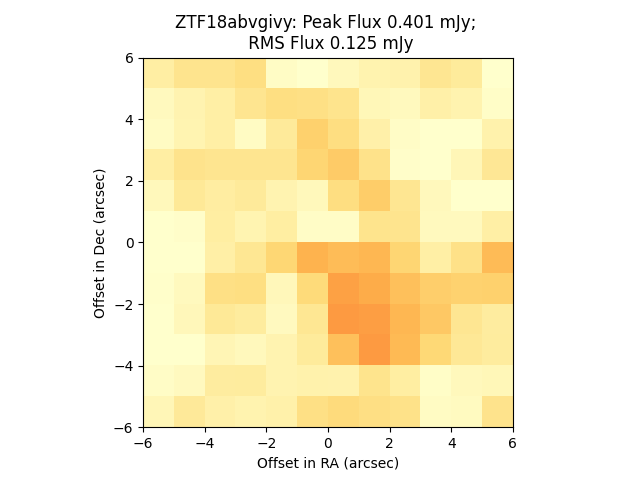 ZTF18abvgivy: Peak Flux 0.401 mJy;
RMS Flux 0.125 mJy
6
4
2
0
−2
−4
−6
Offset in Dec (arcsec)
−6 −4 −2 0 2 4 6
Offset in RA (arcsec)